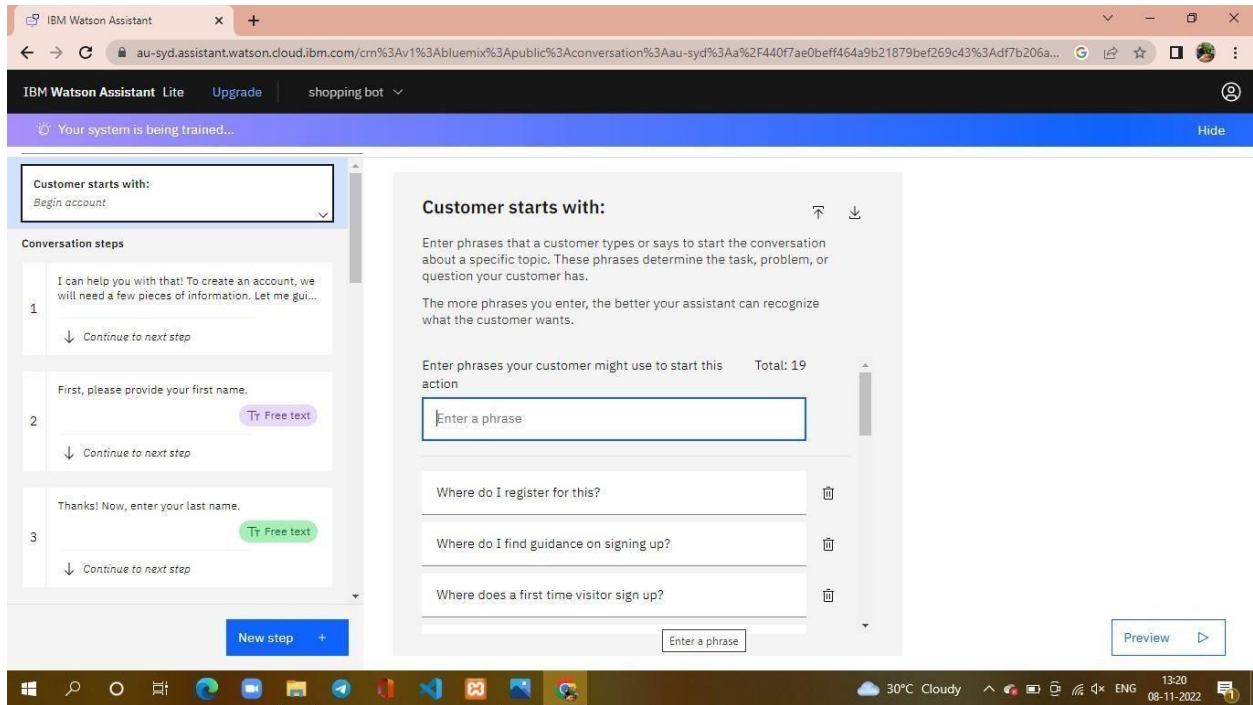 IBM Watson Assistant
au-syd.assistant.watson.cloud.ibm.com/crn%3Av1%3Abluemix%3Apublic%3Aconversation%3Aau-syd%3Aa%2F440f7ae0beff464a9b21879bef269c43%3Adf7b206a...
IBM Watson Assistant Lite Upgrade shopping bot
Your system is being trained... Hide
Customer starts with:
Begin account
Conversation steps
1
I can help you with that! To create an account, we
will need a few pieces of information. Let me gui...
Continue to next step
2
First, please provide your first name.
Free text
Continue to next step
3
Thanks! Now, enter your last name.
Free text
Continue to next step
New step +
Customer starts with:
Enter phrases that a customer types or says to start the conversation
about a specific topic. These phrases determine the task, problem, or
question your customer has.
The more phrases you enter, the better your assistant can recognize
what the customer wants.
Enter phrases your customer might use to start this Total: 19
action
Enter a phrase
Where do I register for this?
Where do I find guidance on signing up?
Where does a first time visitor sign up?
Enter a phrase
Preview
30°C Cloudy ENG 13:20
08-11-2022